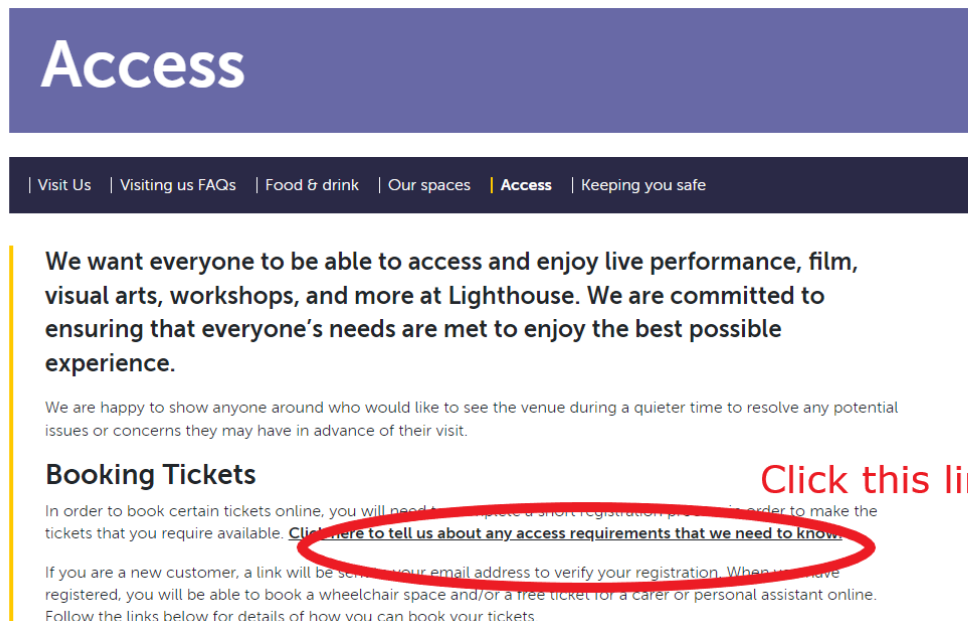 Access
| Visit Us | Visiting us FAQs | Food & drink | Our spaces | Access | Keeping you safe
We want everyone to be able to access and enjoy live performance, film,
visual arts, workshops, and more at Lighthouse. We are committed to
ensuring that everyone's needs are met to enjoy the best possible
experience.
We are happy to show anyone around who would like to see the venue during a quieter time to resolve any potential
issues or concerns they may have in advance of their visit.
Booking Tickets
Click this
In order to book certain tickets online, you will need to complete a short registration process in order to make the
tickets that you require available. Click here to tell us about any access requirements that we need to know.
If you are a new customer, a link will be sent to your email address to verify your registration. When you have
registered, you will be able to book a wheelchair space and/or a free ticket for a carer or personal assistant online.
Follow the links below for details of how you can book your tickets